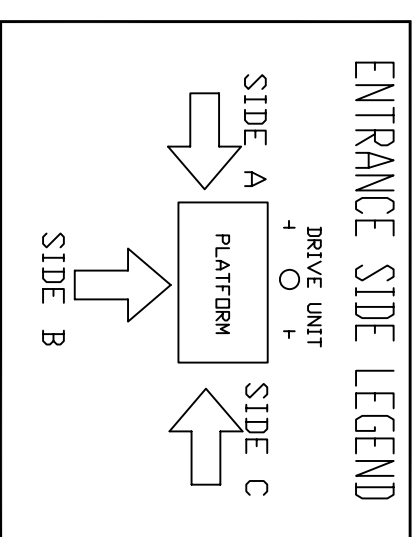 ENTRANCE SIDE LEGEND
DRIVE UNIT
PLATFORM
SIDE A
SIDE C
SIDE B